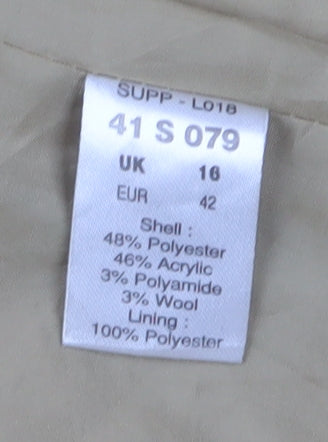 SUPP - L018
41 S 079
UK 16
EUR 42
Shell :
48% Polyester
46% Acrylic
3% Polyamide
3% Wool
Lining :
100% Polyester